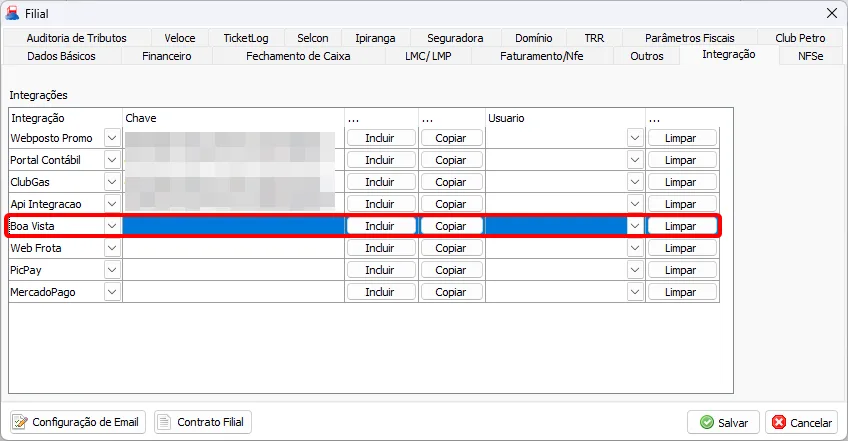 Filial
Auditoria de Tributos Veloce TicketLog Selcon Ipiranga Seguradora Domínio TRR Parâmetros Fiscais Club Petro
Dados Básicos Financeiro Fechamento de Caixa LMC/ LMP Faturamento/Nfe Outros Integração NFSe
Integrações
Integração Chave ... ... Usuario ...
Webposto Promo Incluir Copiar Limpar
Portal Contábil Incluir Copiar Limpar
ClubGas Incluir Copiar Limpar
Api Integracao Incluir Copiar Limpar
Boa Vista Incluir Copiar Limpar
Web Frota Incluir Copiar Limpar
PicPay Incluir Copiar Limpar
MercadoPago Incluir Copiar Limpar
Configuração de Email Contrato Filial Salvar Cancelar